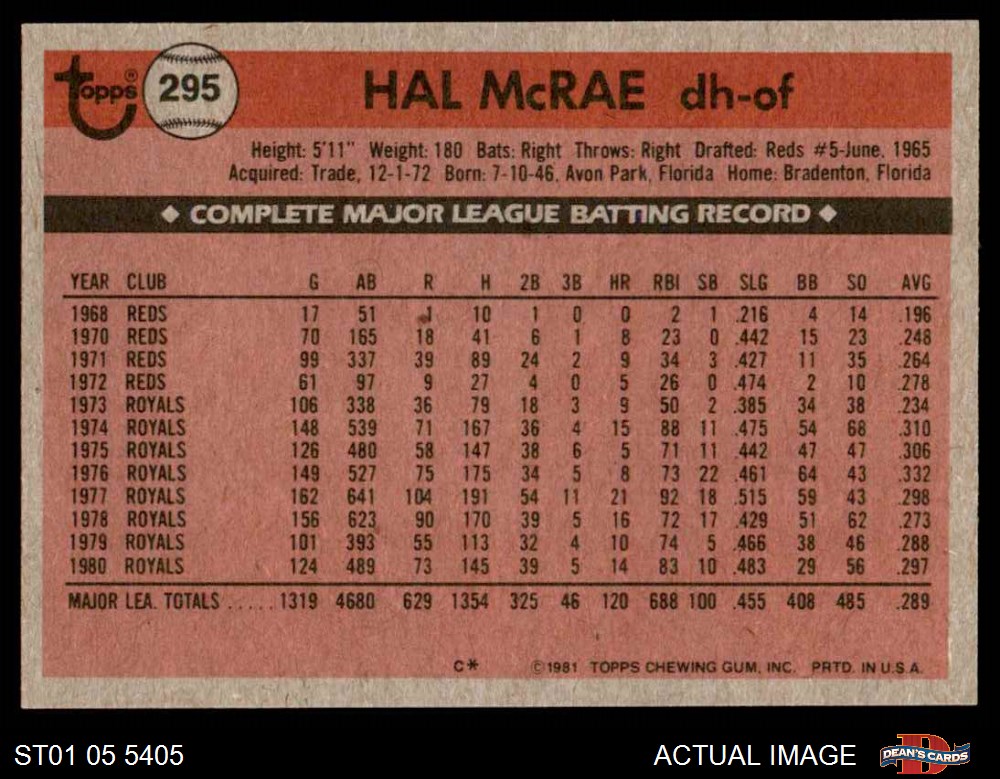 topps® 295 HAL McRAE dh-of
Height: 5'11" Weight: 180 Bats: Right Throws: Right Drafted: Reds #5-June, 1965
Acquired: Trade, 12-1-72 Born: 7-10-46, Avon Park, Florida Home: Bradenton, Florida
◆ COMPLETE MAJOR LEAGUE BATTING RECORD ◆
YEAR CLUB G AB R H 2B 3B HR RBI SB SLG BB SO AVG
1968 REDS 17 51 1 10 1 0 0 2 1 .216 4 14 .196
1970 REDS 70 165 18 41 6 1 8 23 0 .442 15 23 .248
1971 REDS 99 337 39 89 24 2 9 34 3 .427 11 35 .264
1972 REDS 61 97 9 27 4 0 5 26 0 .474 2 10 .278
1973 ROYALS 106 338 36 79 18 3 9 50 2 .385 34 38 .234
1974 ROYALS 148 539 71 167 36 4 15 88 11 .475 54 68 .310
1975 ROYALS 126 480 58 147 38 6 5 71 11 .442 47 47 .306
1976 ROYALS 149 527 75 175 34 5 8 73 22 .461 64 43 .332
1977 ROYALS 162 641 104 191 54 11 21 92 18 .515 59 43 .298
1978 ROYALS 156 623 90 170 39 5 16 72 17 .429 51 62 .273
1979 ROYALS 101 393 55 113 32 4 10 74 5 .466 38 46 .288
1980 ROYALS 124 489 73 145 39 5 14 83 10 .483 29 56 .297
MAJOR LEA. TOTALS ..... 1319 4680 629 1354 325 46 120 688 100 .455 408 485 .289
C* ©1981 TOPPS CHEWING GUM, INC. PRTD. IN U.S.A.
ST01 05 5405 ACTUAL IMAGE DEAN'S CARDS